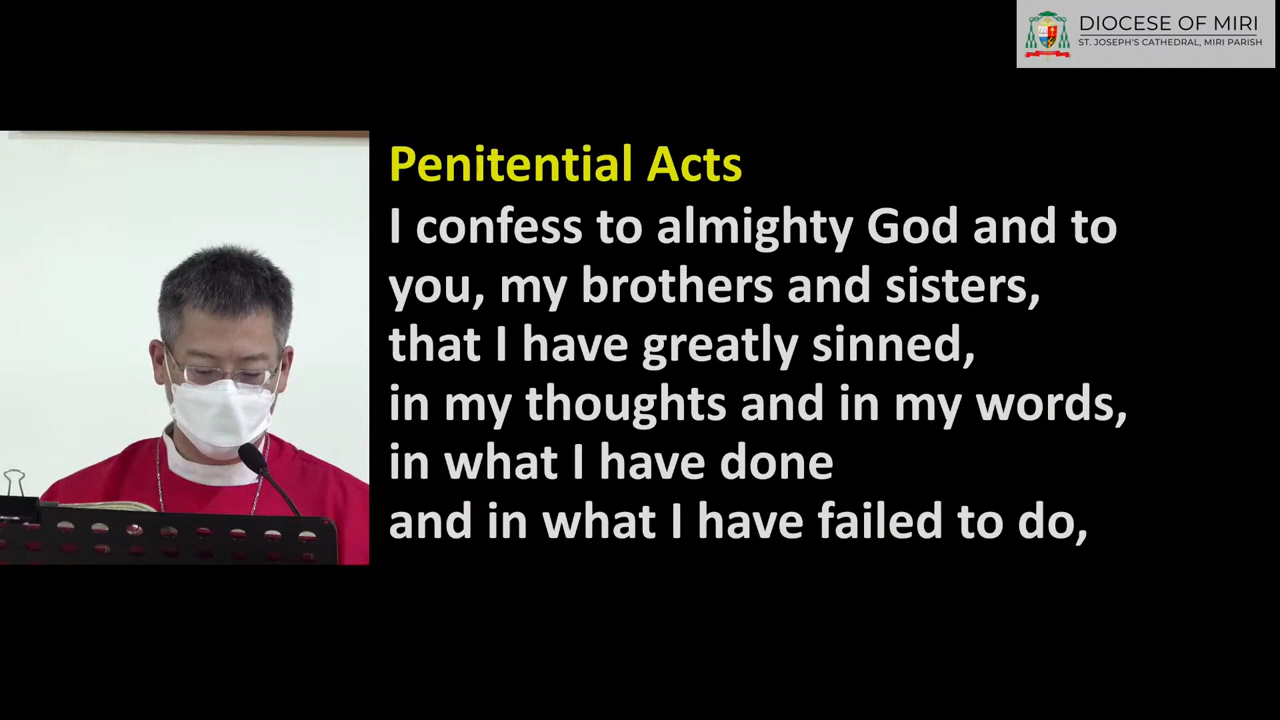 DIOCESE OF MIRI
ST. JOSEPH'S CATHEDRAL, MIRI PARISH
Penitential Acts
I confess to almighty God and to
you, my brothers and sisters,
that I have greatly sinned,
in my thoughts and in my words,
in what I have done
and in what I have failed to do,